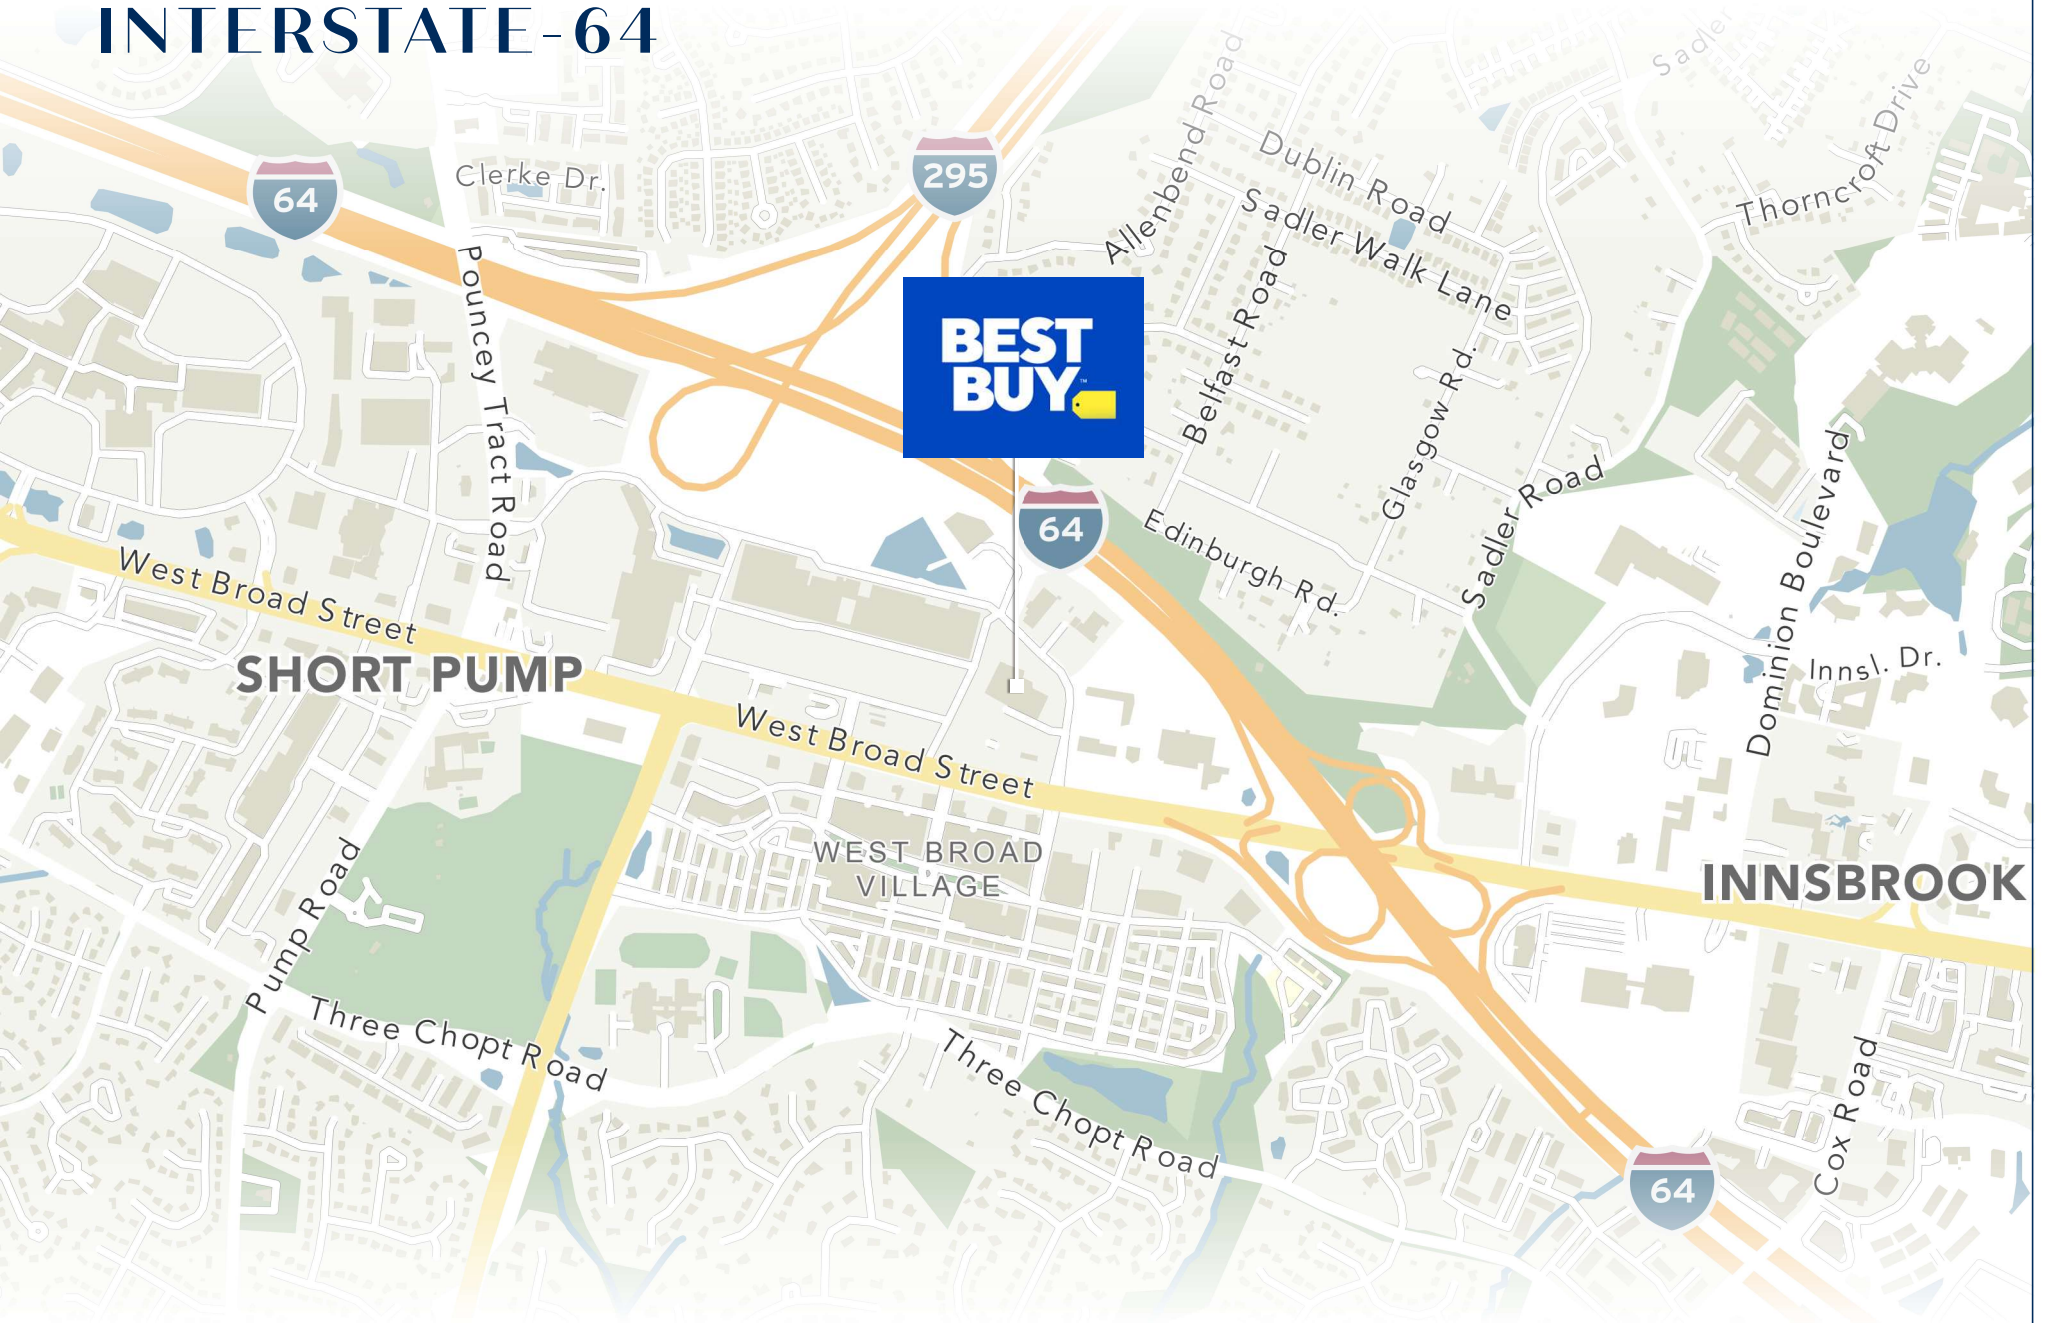 INTERSTATE-64
Sadler
Allenbend Road
Thorncroft Drive
Dublin Road
295
Clerke Dr.
64
Sadler Walk Lane
Pouncey Tract Road
Belfast Road
BEST
BUY™
Glasgow Rd.
Sadler Road
Dominion Boulevard
64
Edinburgh Rd.
West Broad Street
SHORT PUMP
Innsl. Dr.
West Broad Street
WEST BROAD
VILLAGE
INNSBROOK
Pump Road
Three Chopt Road
Three Chopt Road
Cox Road
64